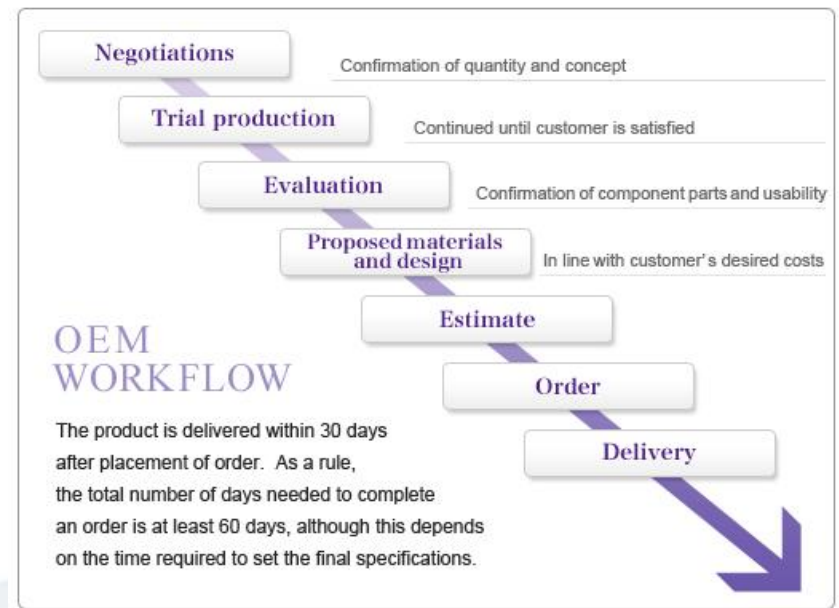 Negotiations
Confirmation of quantity and concept
Trial production
Continued until customer is satisfied
Evaluation
Confirmation of component parts and usability
Proposed materials
and design
In line with customer's desired costs
Estimate
Order
Delivery
OEM
WORKFLOW
The product is delivered within 30 days
after placement of order. As a rule,
the total number of days needed to complete
an order is at least 60 days, although this depends
on the time required to set the final specifications.